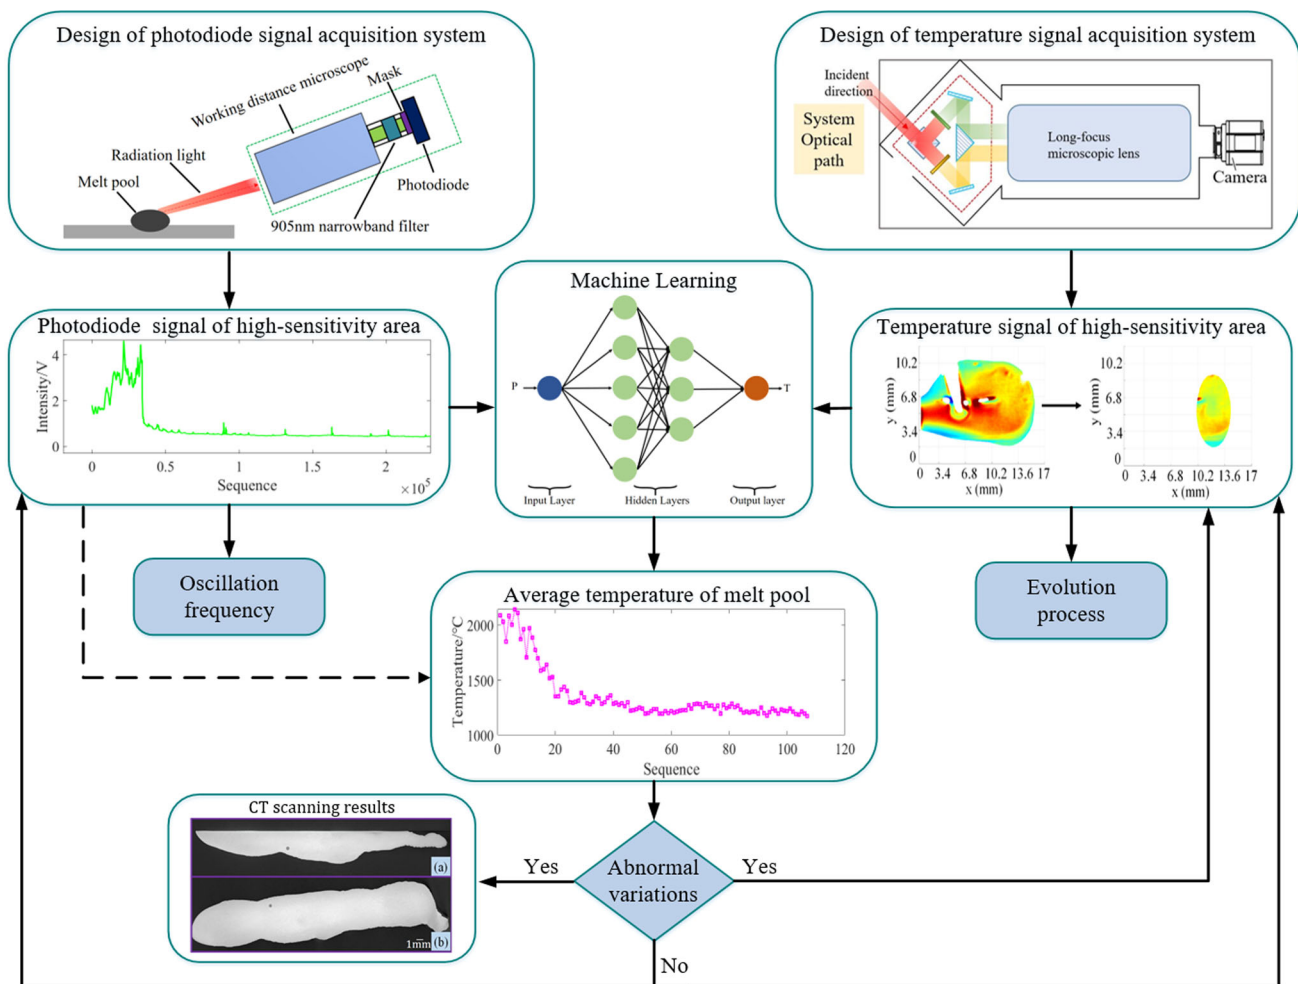 Design of photodiode signal acquisition system
Working distance microscope
Mask
Radiation light
Melt pool
Photodiode
905nm narrowband filter
Design of temperature signal acquisition system
Incident
direction
System
Optical
path
Long-focus
microscopic lens
Camera
Photodiode signal of high-sensitivity area
Intensity/V
4
2
0
0
0.5
1
1.5
2
Sequence
×10⁵
Machine Learning
P
T
Input Layer
Hidden Layers
Output layer
Temperature signal of high-sensitivity area
y (mm)
10.2
6.8
3.4
0
0 3.4 6.8 10.2 13.6 17
x (mm)
y (mm)
10.2
6.8
3.4
0
0 3.4 6.8 10.2 13.6 17
x (mm)
Oscillation
frequency
Evolution
process
Average temperature of melt pool
Temperature/°C
2000
1500
1000
0 20 40 60 80 100 120
Sequence
CT scanning results
(a)
(b)
1mm
Yes
Abnormal
variations
Yes
No